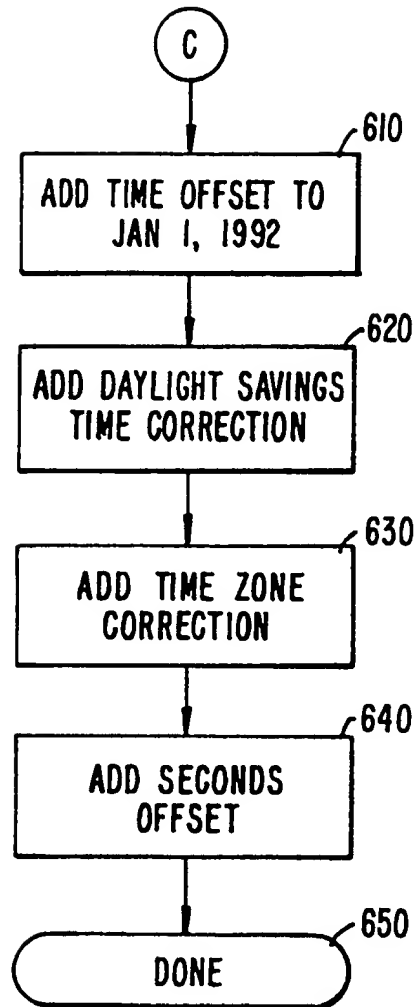 C
610
ADD TIME OFFSET TO
JAN 1, 1992
620
ADD DAYLIGHT SAVINGS
TIME CORRECTION
630
ADD TIME ZONE
CORRECTION
640
ADD SECONDS
OFFSET
650
DONE